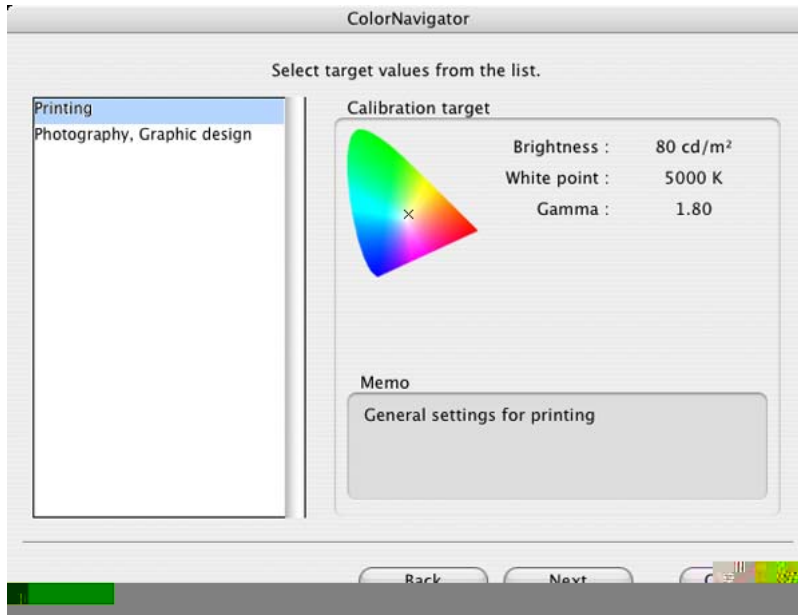 ColorNavigator
Select target values from the list.
Printing
Photography, Graphic design
Calibration target
Brightness : 80 cd/m²
White point : 5000 K
Gamma : 1.80
Memo
General settings for printing
Back Next